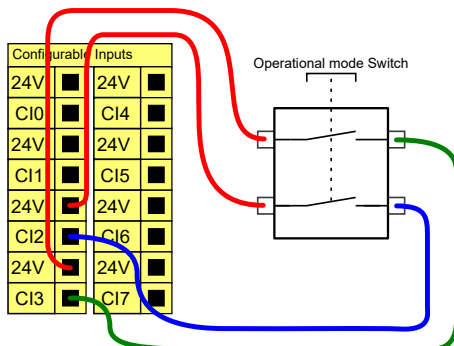 Configurable Inputs
Operational mode Switch
24V 24V
CI0 CI4
24V 24V
CI1 CI5
24V 24V
CI2 CI6
24V 24V
CI3 CI7